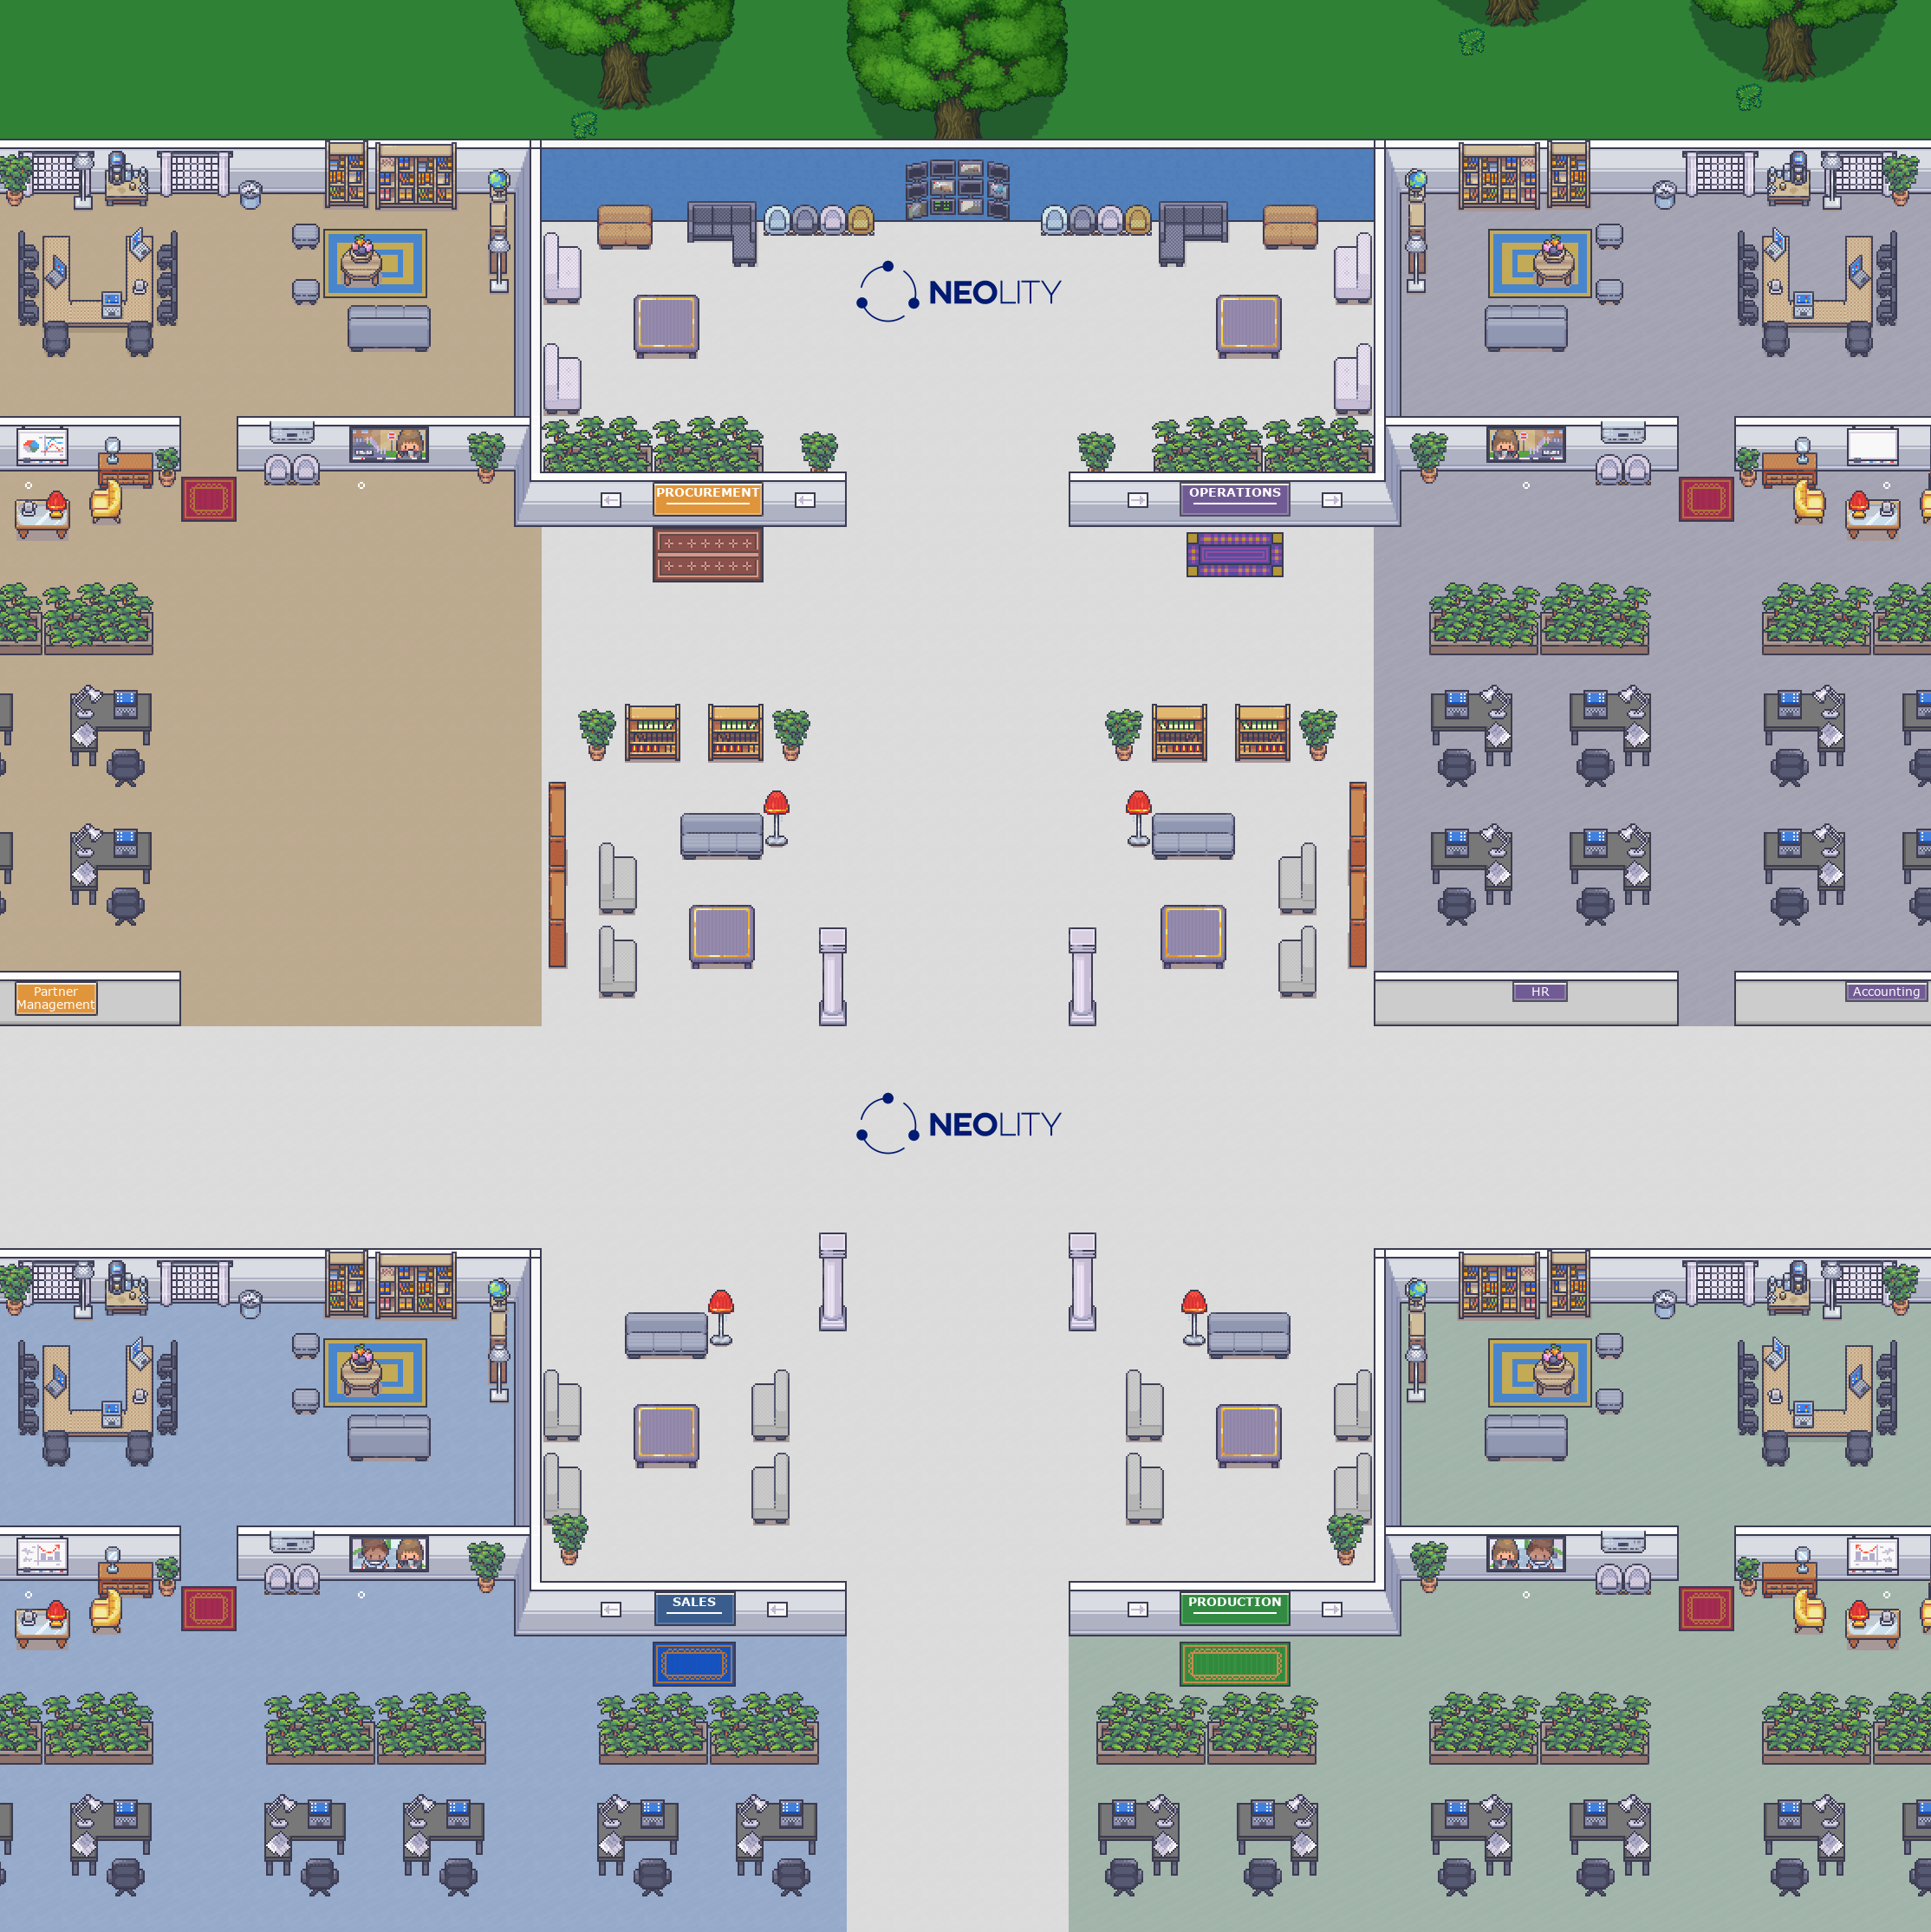 NEOLITY
PROCUREMENT
OPERATIONS
Partner
Management
HR
Accounting
NEOLITY
SALES
PRODUCTION